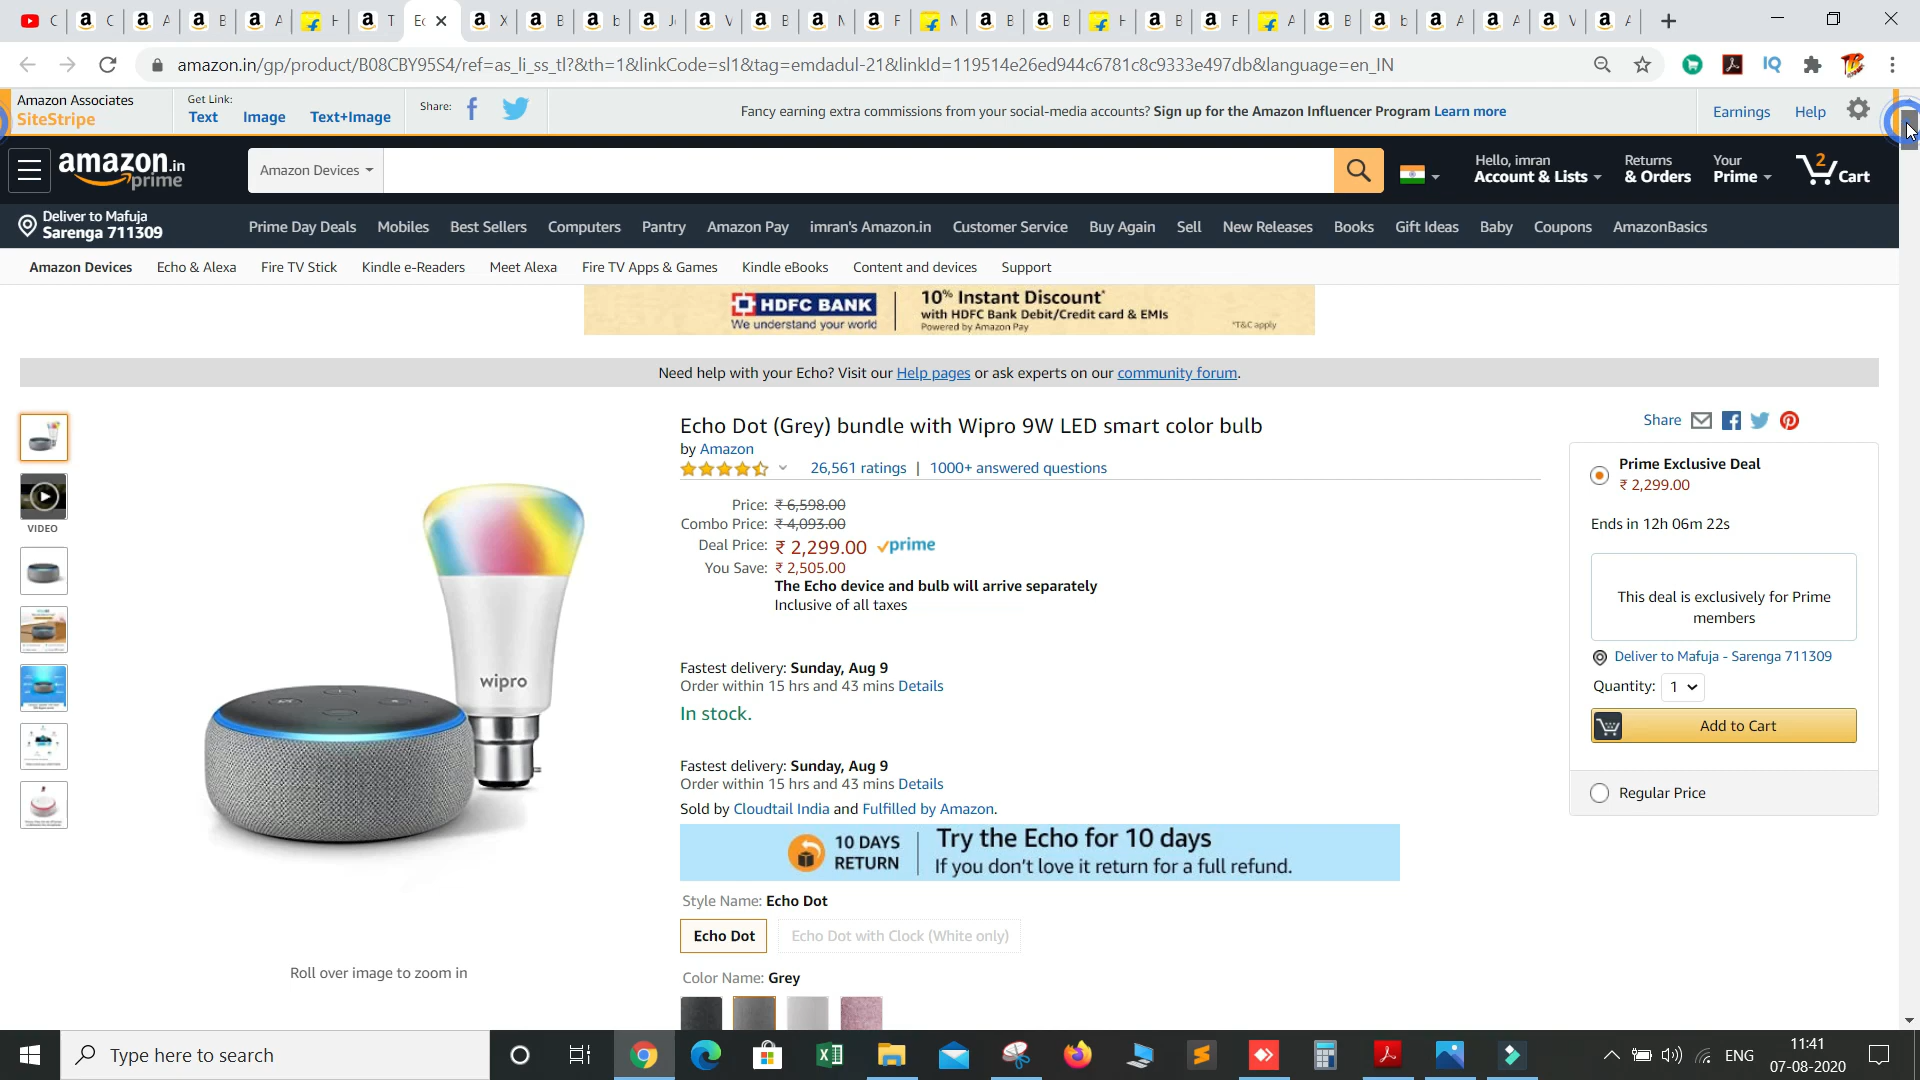 amazon.in/gp/product/B08CBY95S4/ref=as_li_ss_tl?&th=1&linkCode=sl1&tag=emdadul-21&linkId=119514e26ed944c6781c8c9333e497db&language=en_IN
Amazon Associates
SiteStripe
Get Link:
Text Image Text+Image
Share:
Fancy earning extra commissions from your social-media accounts? Sign up for the Amazon Influencer Program Learn more
Earnings Help
amazon.in
prime
Amazon Devices
Hello, imran
Account & Lists
Returns
& Orders
Your
Prime
2
Cart
Deliver to Mafuja
Sarenga 711309
Prime Day Deals Mobiles Best Sellers Computers Pantry Amazon Pay imran's Amazon.in Customer Service Buy Again Sell New Releases Books Gift Ideas Baby Coupons AmazonBasics
Amazon Devices Echo & Alexa Fire TV Stick Kindle e-Readers Meet Alexa Fire TV Apps & Games Kindle eBooks Content and devices Support
HDFC BANK
We understand your world
10% Instant Discount*
with HDFC Bank Debit/Credit card & EMIs
Powered by Amazon Pay
*T&C apply
Need help with your Echo? Visit our Help pages or ask experts on our community forum.
VIDEO
wipro
Roll over image to zoom in
Echo Dot (Grey) bundle with Wipro 9W LED smart color bulb
by Amazon
26,561 ratings | 1000+ answered questions
Price: ₹ 6,598.00
Combo Price: ₹ 4,093.00
Deal Price: ₹ 2,299.00 prime
You Save: ₹ 2,505.00
The Echo device and bulb will arrive separately
Inclusive of all taxes
Fastest delivery: Sunday, Aug 9
Order within 15 hrs and 43 mins Details
In stock.
Fastest delivery: Sunday, Aug 9
Order within 15 hrs and 43 mins Details
Sold by Cloudtail India and Fulfilled by Amazon.
10 DAYS
RETURN
Try the Echo for 10 days
If you don't love it return for a full refund.
Style Name: Echo Dot
Echo Dot Echo Dot with Clock (White only)
Color Name: Grey
Share
Prime Exclusive Deal
₹ 2,299.00
Ends in 12h 06m 22s
This deal is exclusively for Prime
members
Deliver to Mafuja - Sarenga 711309
Quantity: 1
Add to Cart
Regular Price
Type here to search
ENG
11:41
07-08-2020